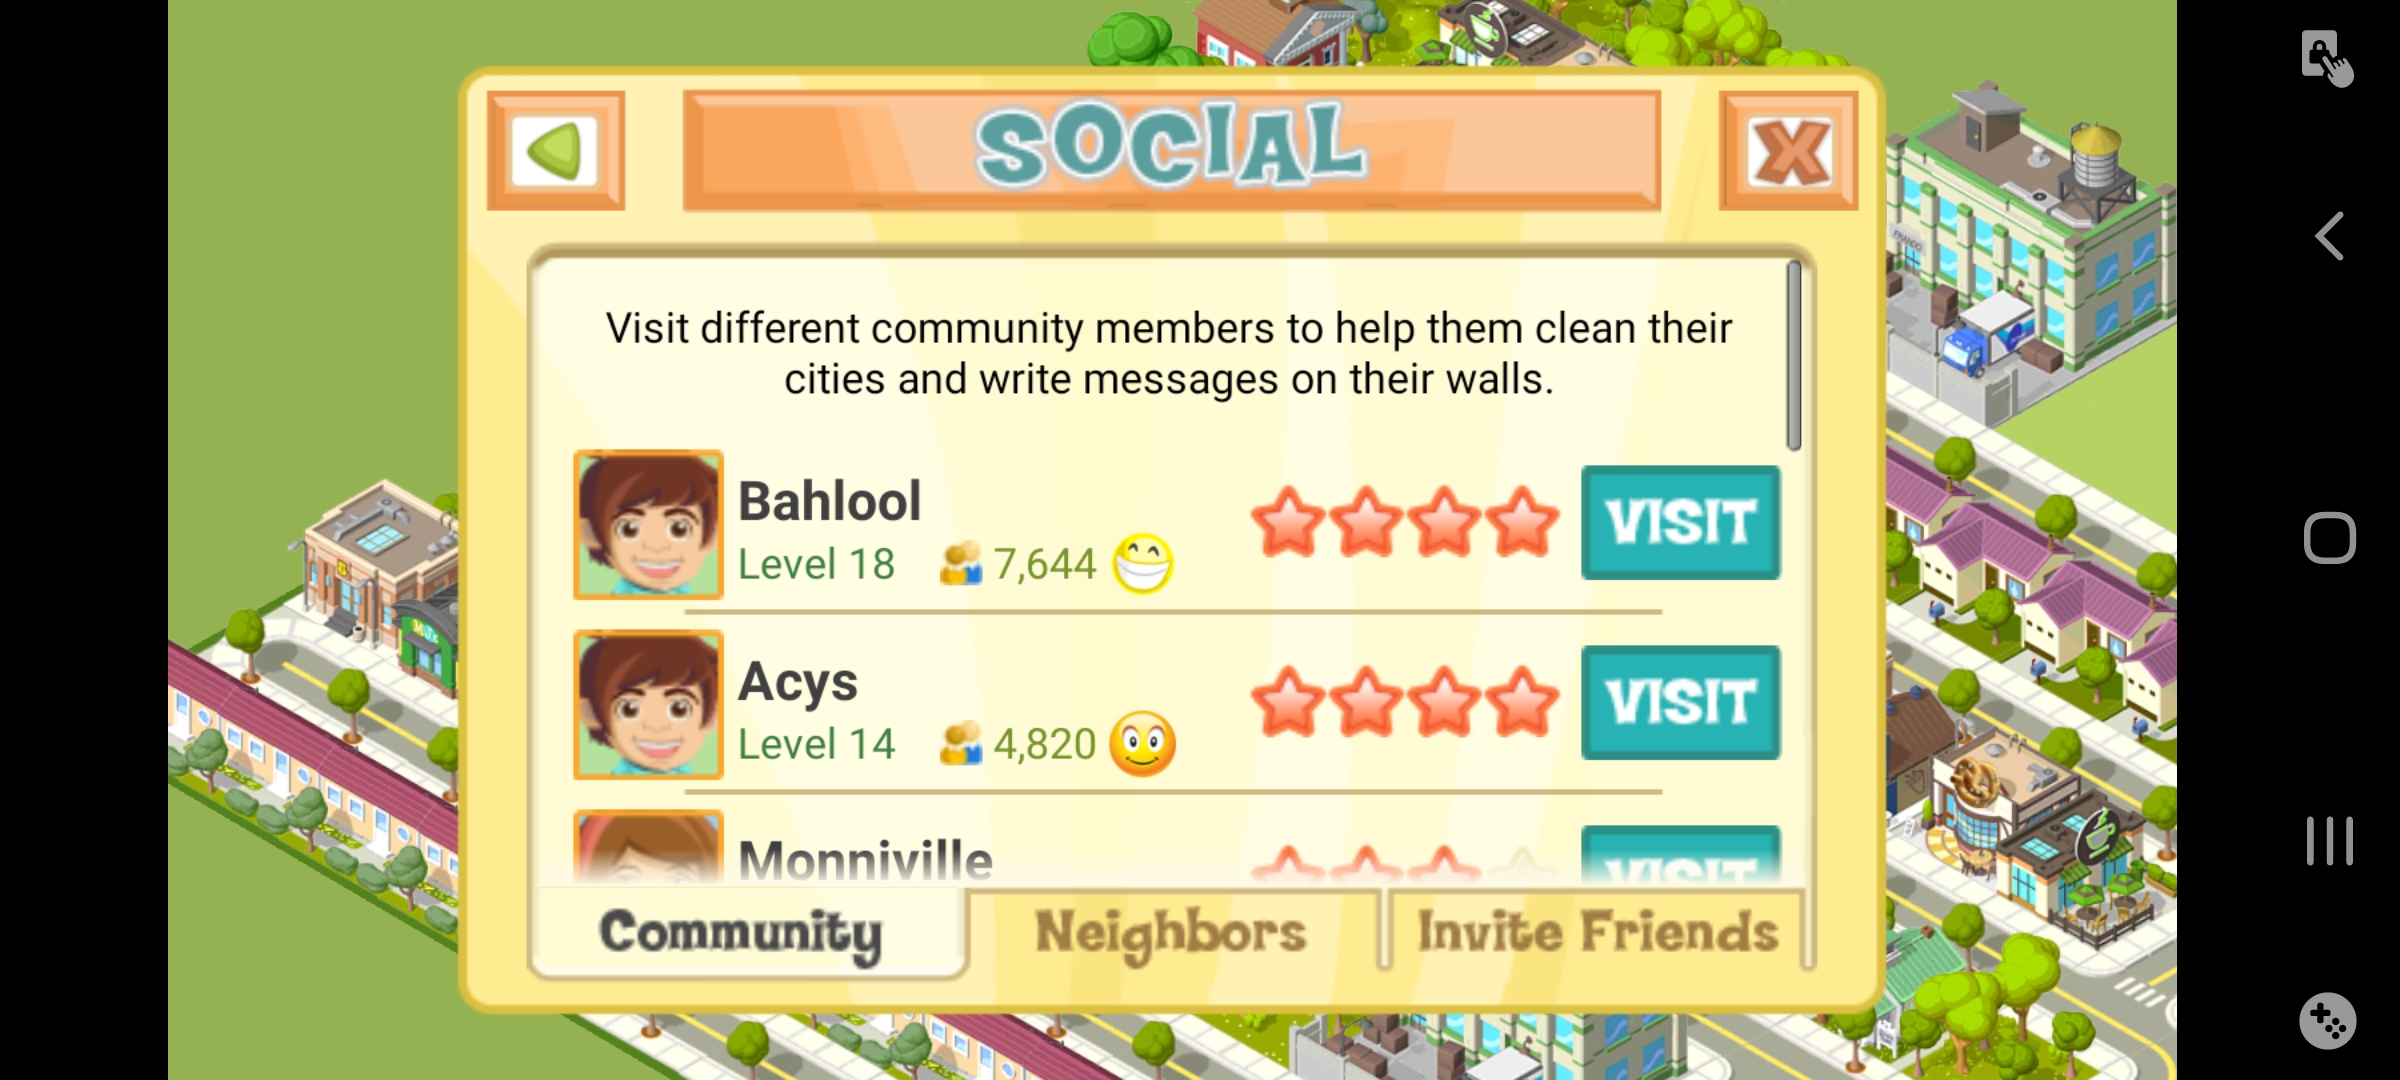 SOCIAL
Visit different community members to help them clean their
cities and write messages on their walls.
Bahlool
Level 18 7,644
VISIT
Acys
Level 14 4,820
VISIT
Monniville
VISIT
Community Neighbors Invite Friends